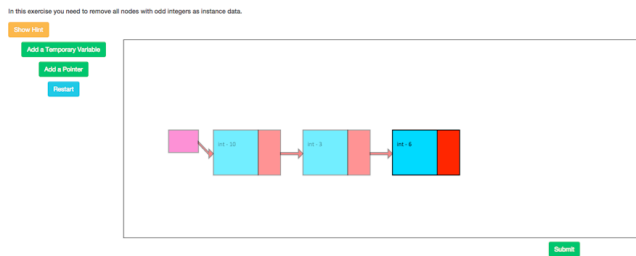 In this exercise you need to remove all nodes with odd integers as instance data.
Show Hint
Add a Temporary Variable
Add a Pointer
Restart
int - 10
int - 3
int - 6
Submit